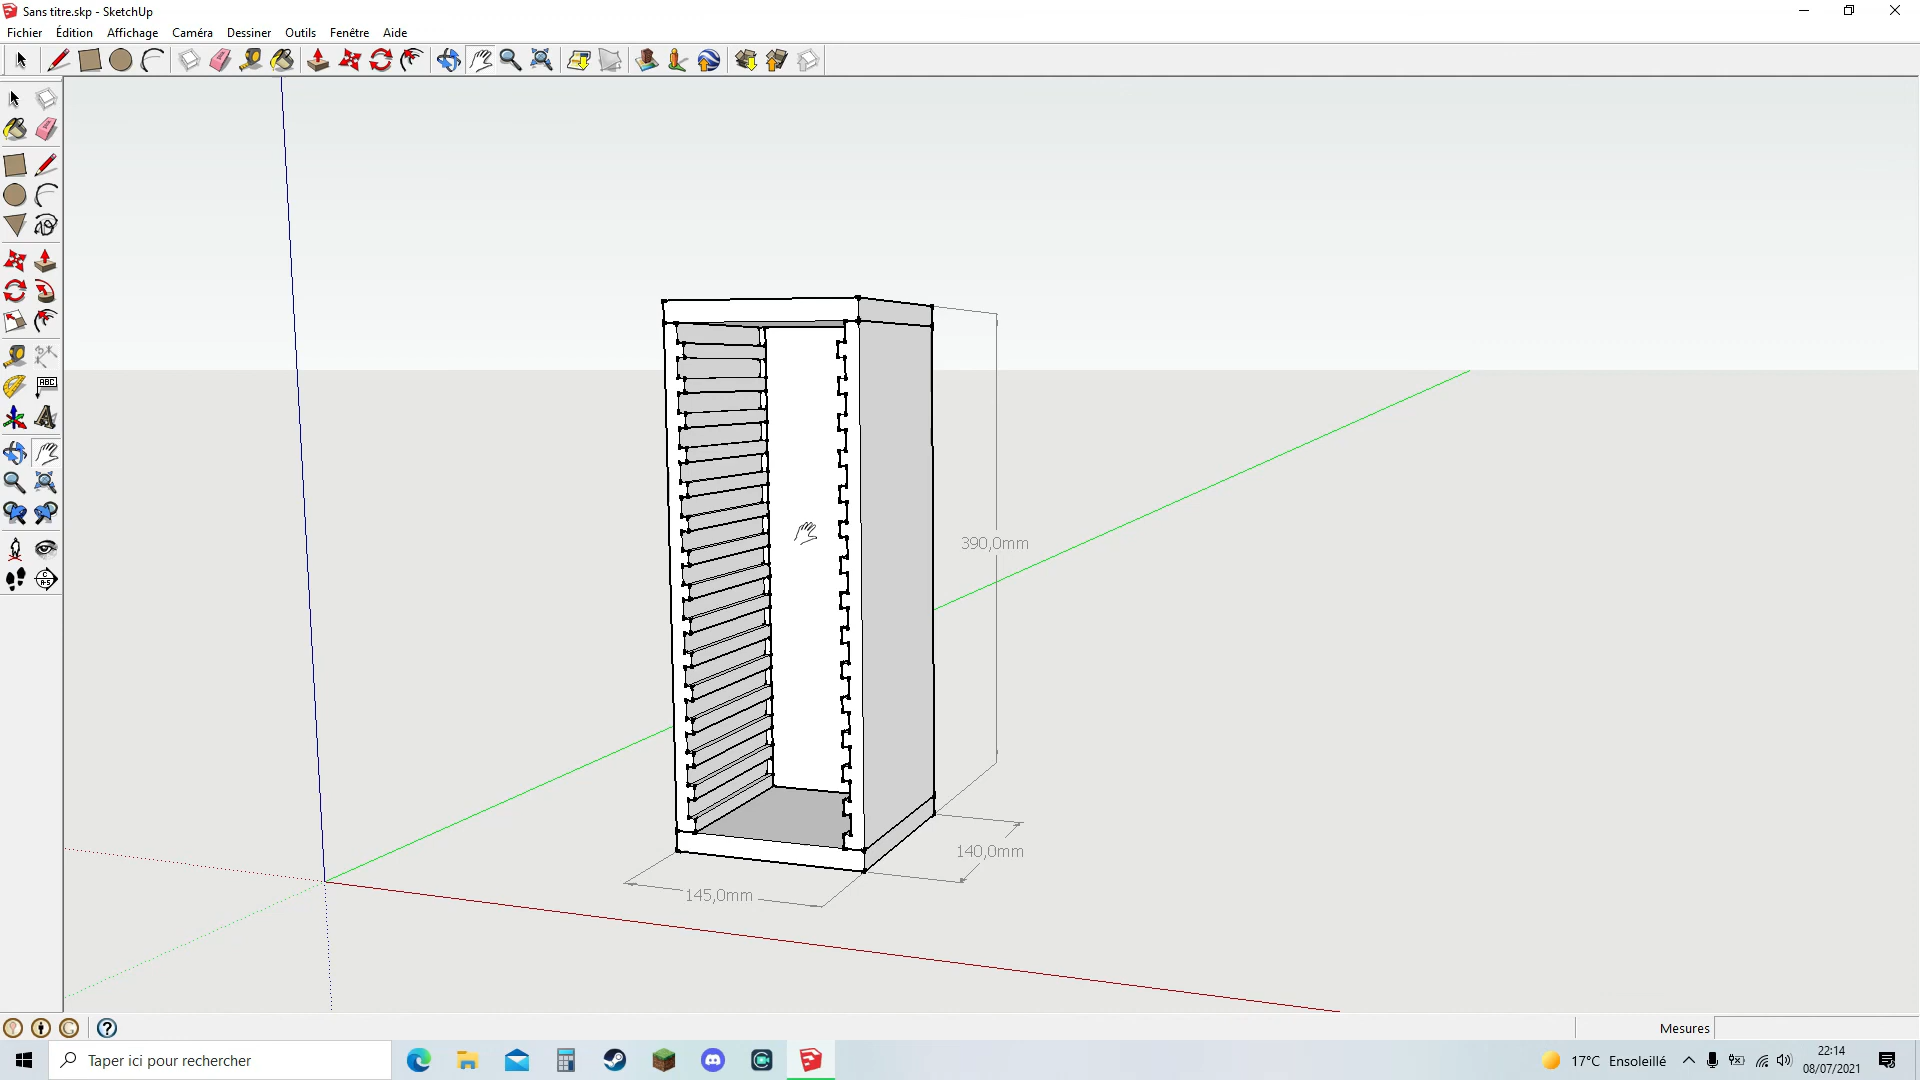 Sans titre.skp - SketchUp
Fichier Édition Affichage Caméra Dessiner Outils Fenêtre Aide
ABC
390,0mm
140,0mm
145,0mm
Mesures
Taper ici pour rechercher
17°C Ensoleillé
22:14
08/07/2021